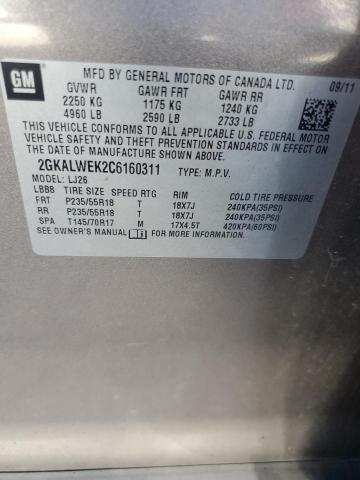 GM
MFD BY GENERAL MOTORS OF CANADA LTD. 09/11
GVWR GAWR FRT GAWR RR
2250 KG 1175 KG 1240 KG
4960 LB 2590 LB 2733 LB
THIS VEHICLE CONFORMS TO ALL APPLICABLE U.S. FEDERAL MOTOR
VEHICLE SAFETY, BUMPER, AND THEFT PREVENTION STANDARDS IN EFFECT
ON THE DATE OF MANUFACTURE SHOWN ABOVE.
2GKALWEK2C6160311 TYPE: M.P.V.
MODEL: LJ26
LBB8 TIRE SIZE SPEED RTG RIM COLD TIRE PRESSURE
FRT P235/55R18 T 18X7J 240KPA(35PSI)
RR P235/55R18 T 18X7J 240KPA(35PSI)
SPA T145/70R17 M 17X4.5T 420KPA(60PSI)
SEE OWNER'S MANUAL FOR MORE INFORMATION.